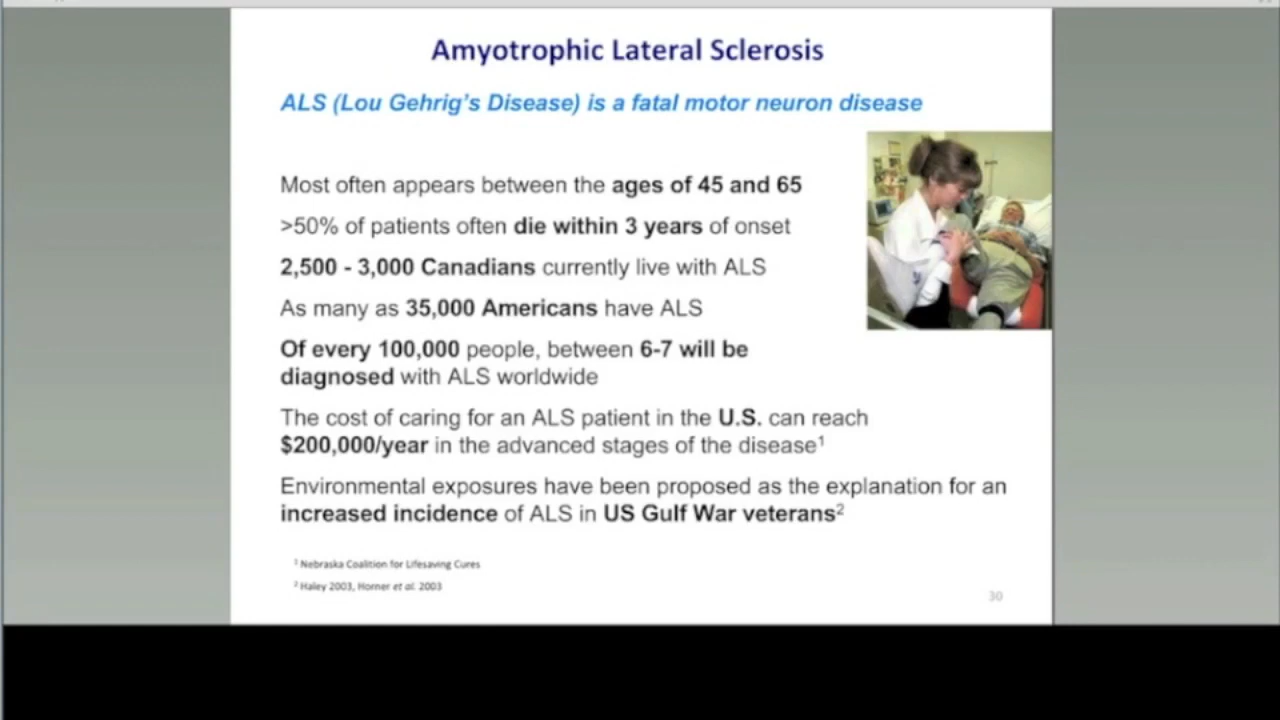 Amyotrophic Lateral Sclerosis
ALS (Lou Gehrig's Disease) is a fatal motor neuron disease
Most often appears between the ages of 45 and 65
>50% of patients often die within 3 years of onset
2,500 - 3,000 Canadians currently live with ALS
As many as 35,000 Americans have ALS
Of every 100,000 people, between 6-7 will be
diagnosed with ALS worldwide
The cost of caring for an ALS patient in the U.S. can reach
$200,000/year in the advanced stages of the disease¹
Environmental exposures have been proposed as the explanation for an
increased incidence of ALS in US Gulf War veterans²
¹ Nebraska Coalition for Lifesaving Cures
² Haley 2003, Horner et al. 2003
30